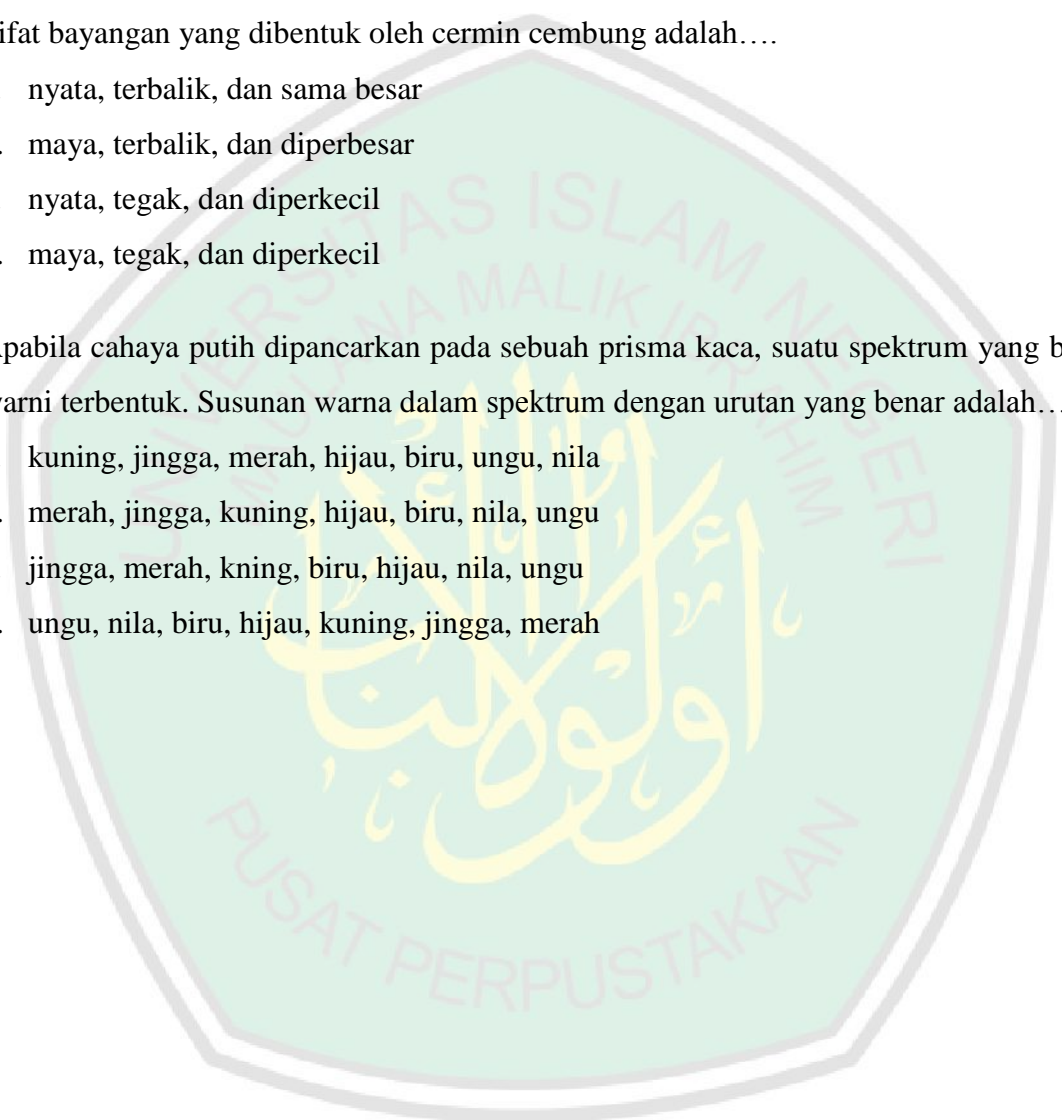 ifat bayangan yang dibentuk oleh cermin cembung adalah….
nyata, terbalik, dan sama besar
. maya, terbalik, dan diperbesar
nyata, tegak, dan diperkecil
. maya, tegak, dan diperkecil
pabila cahaya putih dipancarkan pada sebuah prisma kaca, suatu spektrum yang b
arni terbentuk. Susunan warna dalam spektrum dengan urutan yang benar adalah…
kuning, jingga, merah, hijau, biru, ungu, nila
. merah, jingga, kuning, hijau, biru, nila, ungu
jingga, merah, kning, biru, hijau, nila, ungu
. ungu, nila, biru, hijau, kuning, jingga, merah
UNIVERSITAS ISLAM NEGERI
MAULANA MALIK IBRAHIM
PUSAT PERPUSTAKAAN